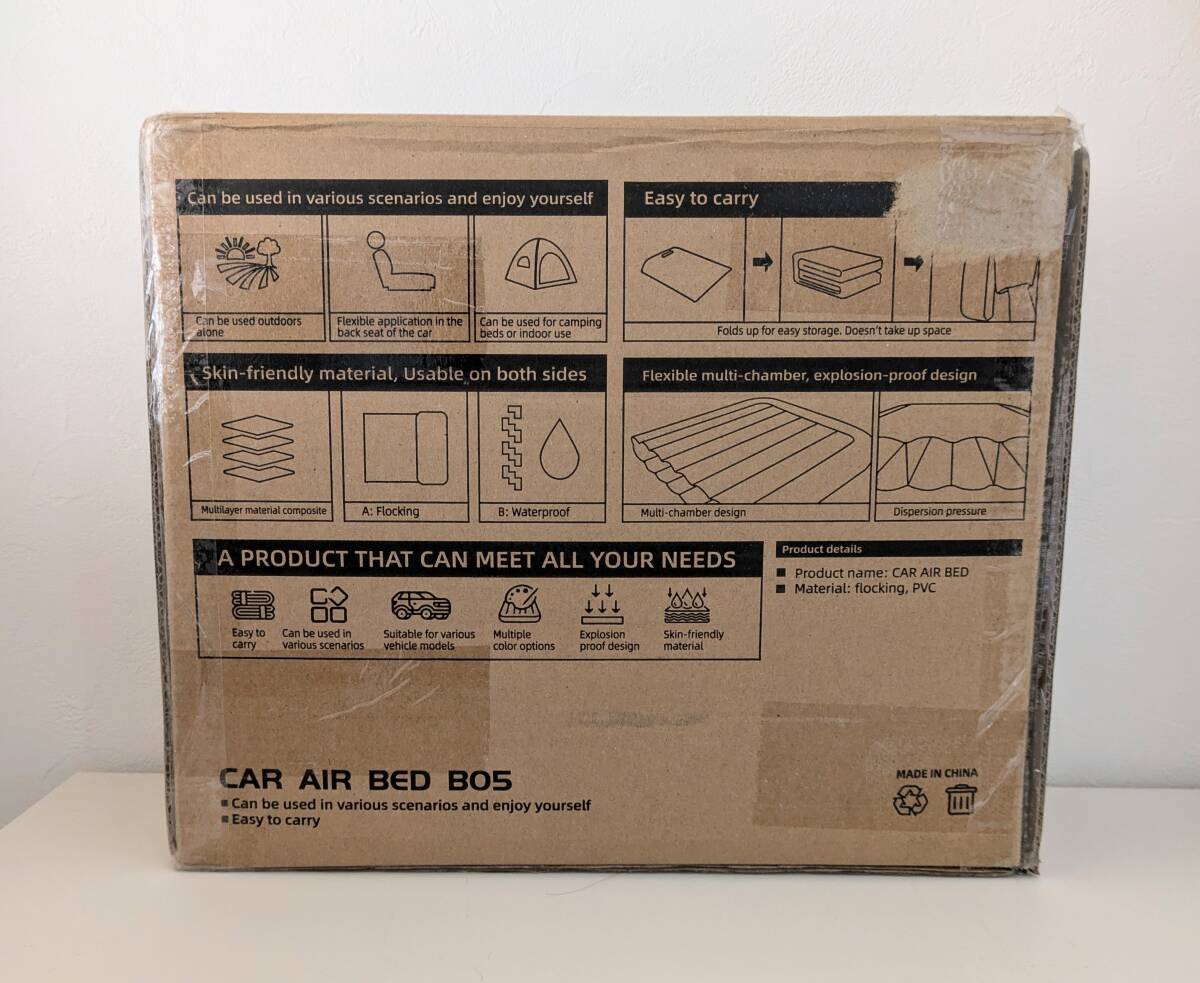 Can be used in various scenarios and enjoy yourself
Can be used outdoors
alone
Flexible application in the
back seat of the car
Can be used for camping
beds or indoor use
Easy to carry
Folds up for easy storage. Doesn't take up space
Skin-friendly material, Usable on both sides
Multilayer material composite
A: Flocking
B: Waterproof
Flexible multi-chamber, explosion-proof design
Multi-chamber design
Dispersion pressure
A PRODUCT THAT CAN MEET ALL YOUR NEEDS
Easy to
carry
Can be used in
various scenarios
Suitable for various
vehicle models
Multiple
color options
Explosion
proof design
Skin-friendly
material
Product details
Product name: CAR AIR BED
Material: flocking, PVC
CAR AIR BED B05
Can be used in various scenarios and enjoy yourself
Easy to carry
MADE IN CHINA